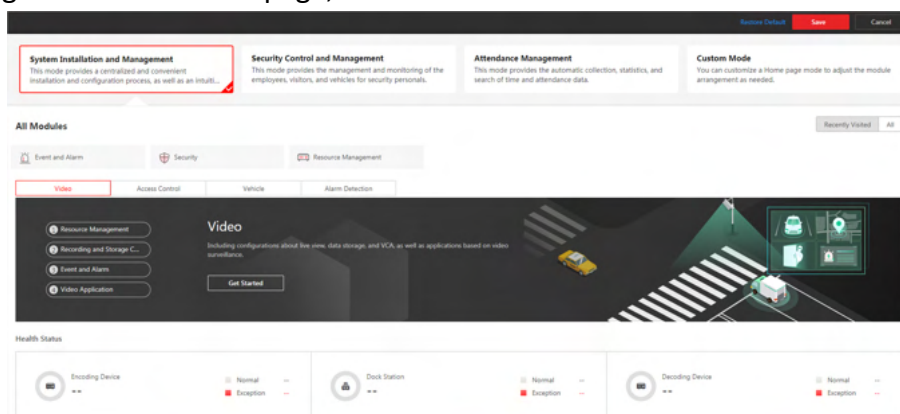 Restore Default Save Cancel
System Installation and Management
This mode provides a centralized and convenient
installation and configuration process, as well as an intuiti...
Security Control and Management
This mode provides the management and monitoring of the
employees, visitors, and vehicles for security personals.
Attendance Management
This mode provides the automatic collection, statistics, and
search of time and attendance data.
Custom Mode
You can customize a Home page mode to adjust the module
arrangement as needed.
All Modules
Recently Visited All
Event and Alarm Security Resource Management
Video Access Control Vehicle Alarm Detection
1 Resource Management
2 Recording and Storage C...
3 Event and Alarm
4 Video Application
Video
Including configurations about live view, data storage, and VCA, as well as applications based on video
surveillance.
Get Started
Health Status
Encoding Device
--
Normal --
Exception --
Dock Station
--
Normal --
Exception --
Decoding Device
--
Normal --
Exception --